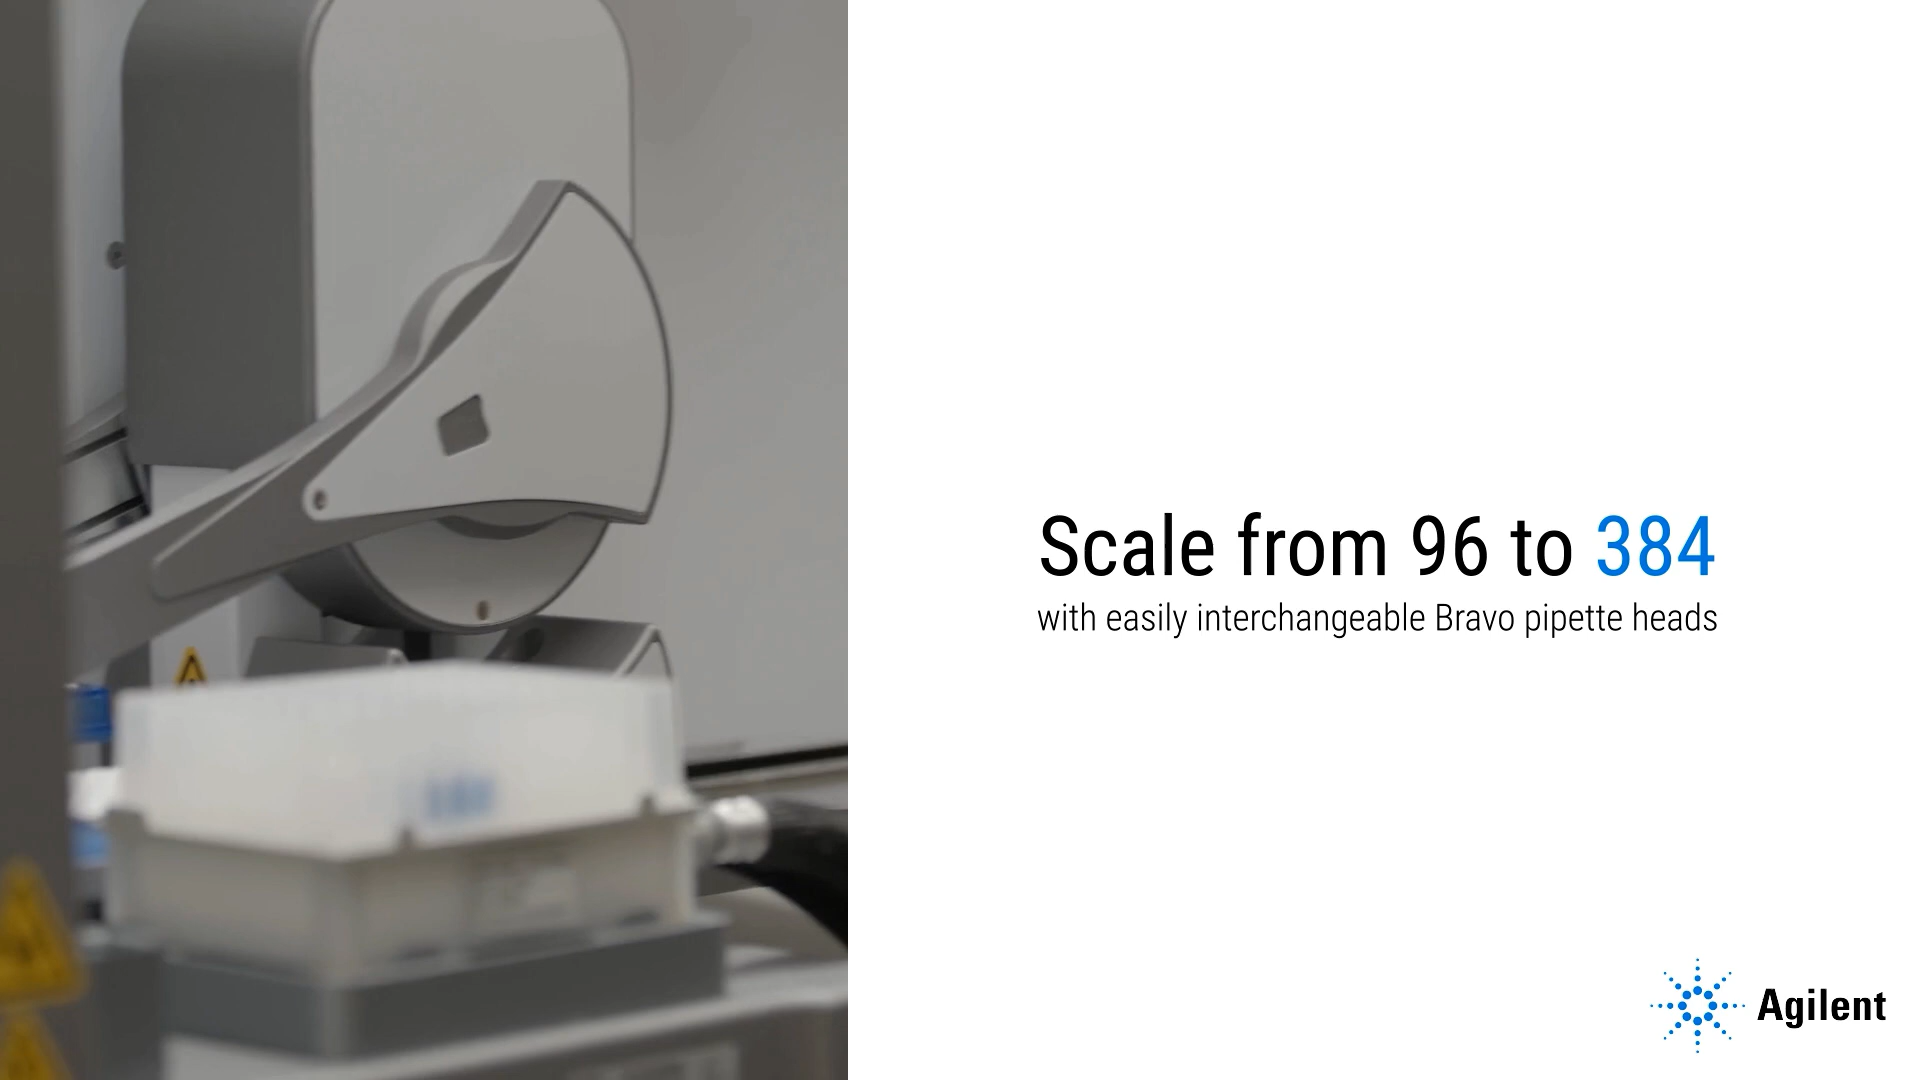 Scale from 96 to 384
with easily interchangeable Bravo pipette heads
Agilent